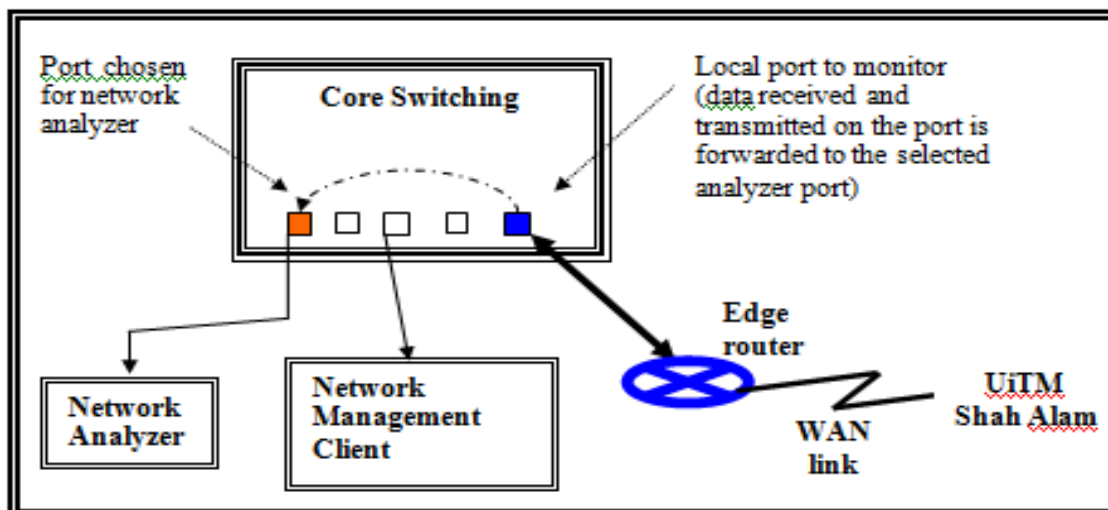 Port chosen
for network
analyzer
Core Switching
Local port to monitor
(data received and
transmitted on the port is
forwarded to the selected
analyzer port)
Network
Analyzer
Network
Management
Client
Edge
router
WAN
link
UiTM
Shah Alam